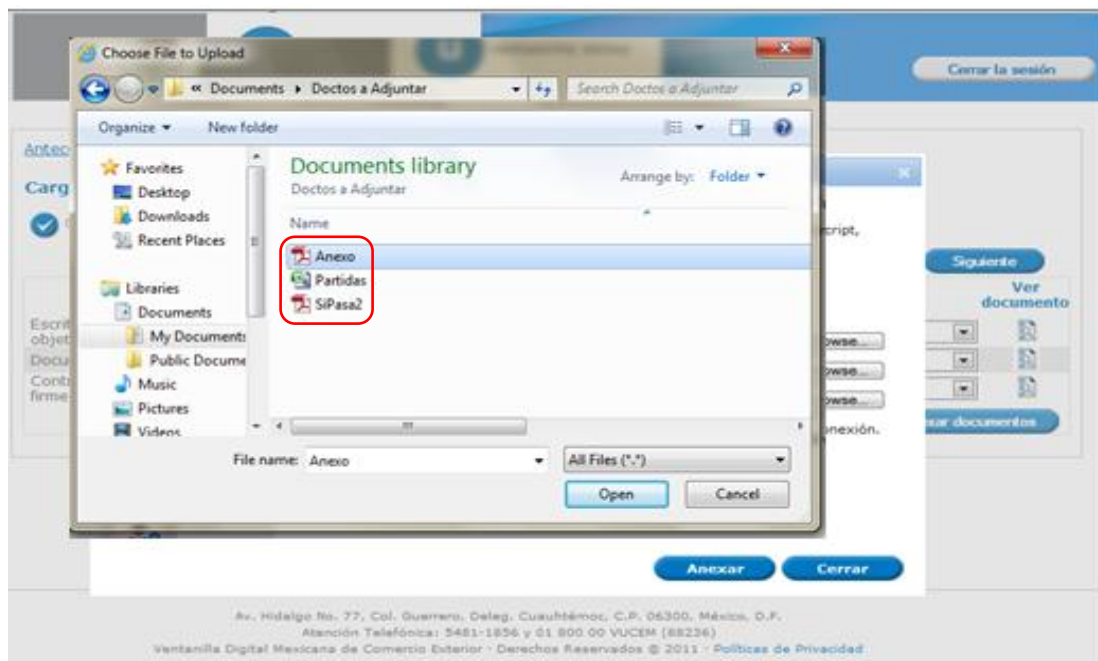 Choose File to Upload
« Documents ▸ Doctos a Adjuntar
Search Doctos a Adjuntar
Cerrar la sesión
Organize
New folder
Antec
Carg
Favorites
Desktop
Downloads
Recent Places
Libraries
Documents
My Documents
Public Docume
Music
Pictures
Videos
Documents library
Doctos a Adjuntar
Arrange by: Folder
Name
Anexo
Partidas
SiPasa2
cript,
Siguiente
Ver
documento
Escrit
objet
Docu
Cont
firme
owse...
owse...
owse...
nexión.
ar documentos
File name: Anexo
All Files (*.*)
Open
Cancel
Anexar
Cerrar
Av. Hidalgo No. 77, Col. Guerrero, Deleg. Cuauhtémoc, C.P. 06300, México, D.F.
Atención Telefónica: 5481-1856 y 01 800 00 VUCEM (88236)
Ventanilla Digital Mexicana de Comercio Exterior - Derechos Reservados © 2011 - Políticas de Privacidad